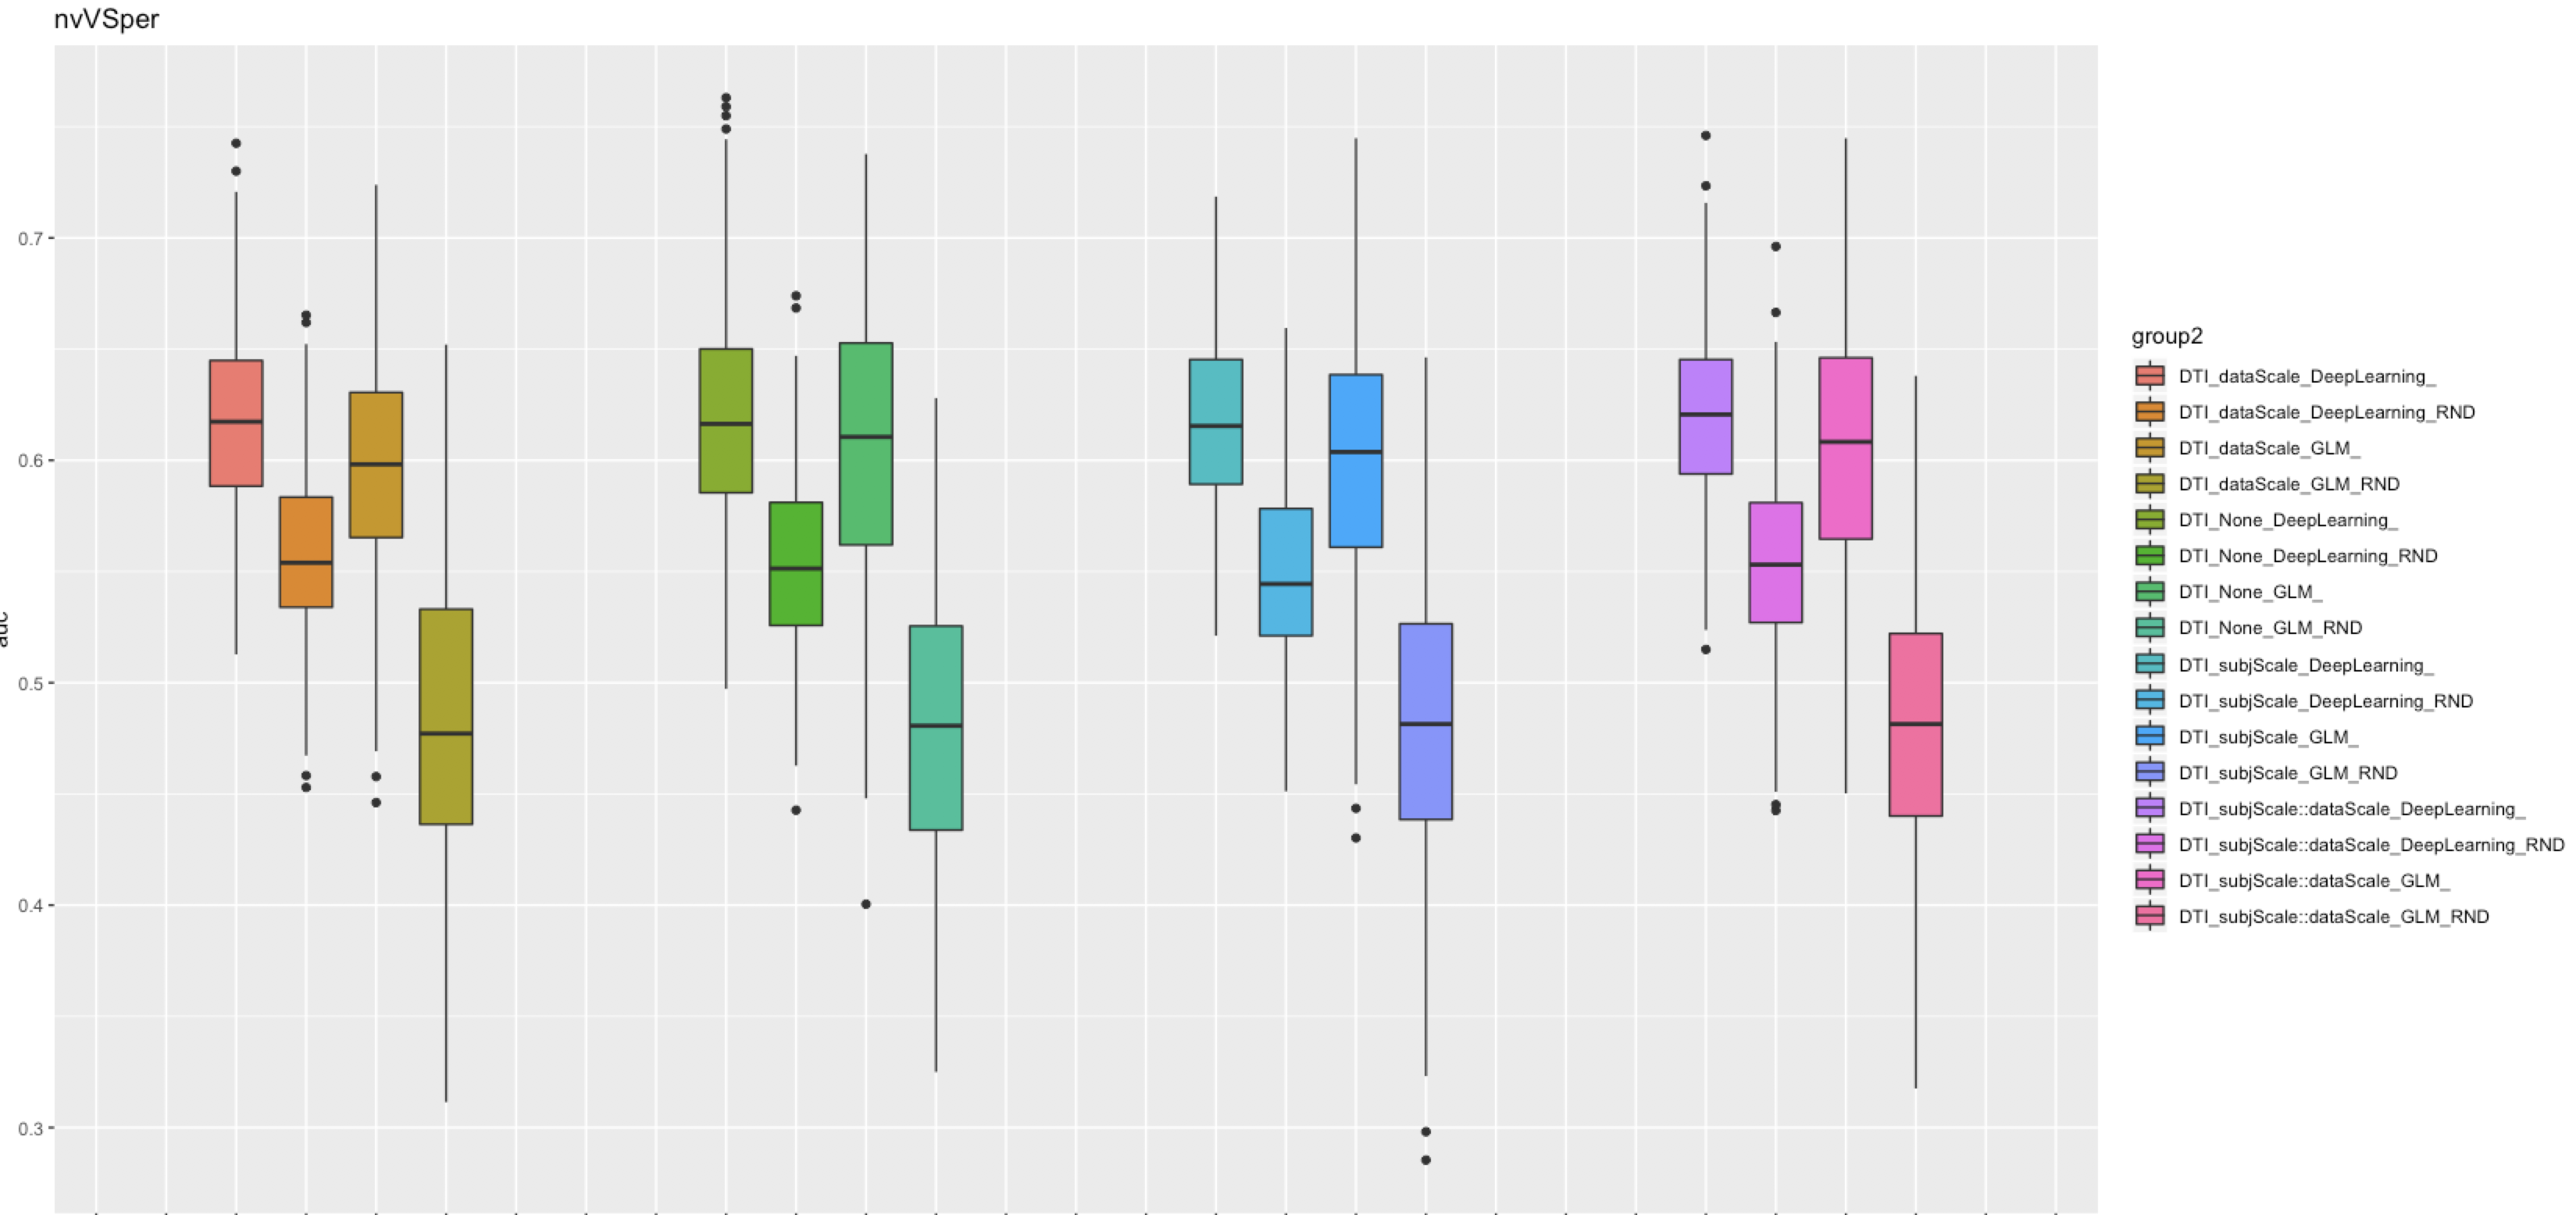 nvVSper
0.7
0.6
0.5
0.4
0.3
group2
DTI_dataScale_DeepLearning_
DTI_dataScale_DeepLearning_RND
DTI_dataScale_GLM_
DTI_dataScale_GLM_RND
DTI_None_DeepLearning_
DTI_None_DeepLearning_RND
DTI_None_GLM_
DTI_None_GLM_RND
DTI_subjScale_DeepLearning_
DTI_subjScale_DeepLearning_RND
DTI_subjScale_GLM_
DTI_subjScale_GLM_RND
DTI_subjScale::dataScale_DeepLearning_
DTI_subjScale::dataScale_DeepLearning_RND
DTI_subjScale::dataScale_GLM_
DTI_subjScale::dataScale_GLM_RND